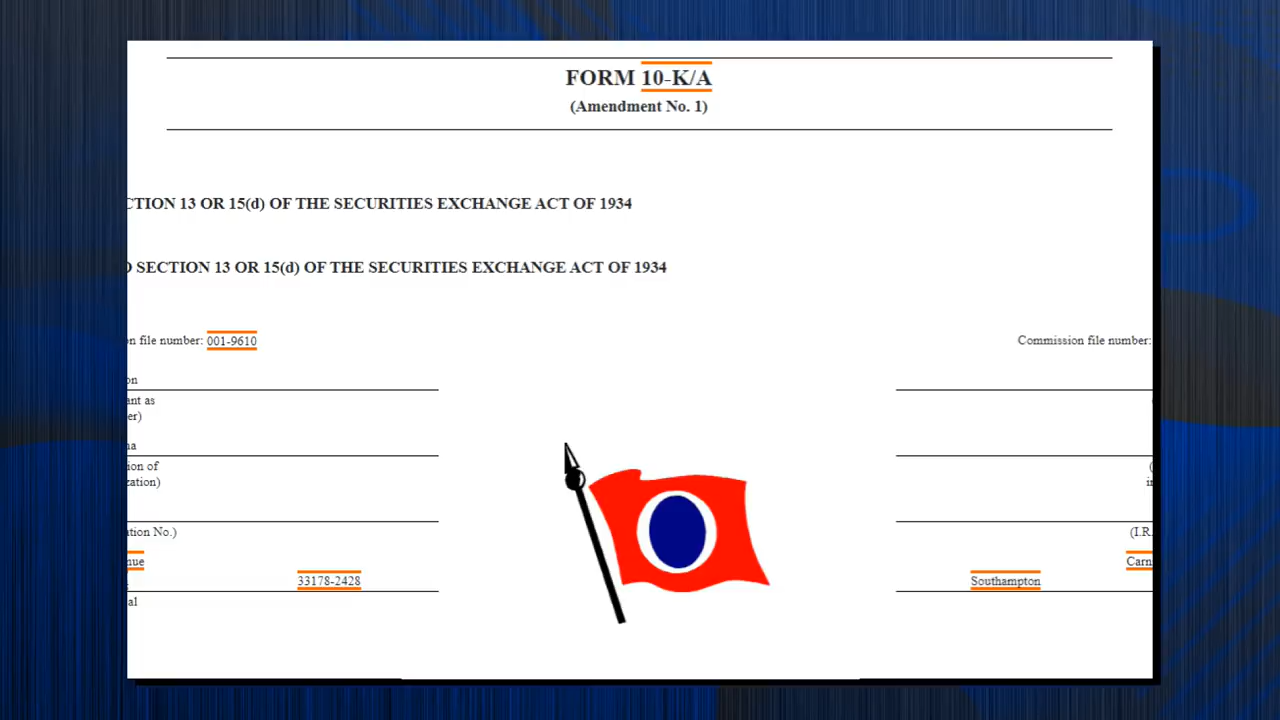 FORM 10-K/A
(Amendment No. 1)
CTION 13 OR 15(d) OF THE SECURITIES EXCHANGE ACT OF 1934
SECTION 13 OR 15(d) OF THE SECURITIES EXCHANGE ACT OF 1934
on file number: 001-9610
Commission file number:
on
ant as
er)
na
ion of
zation)
ation No.)
(I.R.
nue
Carn
33178-2428
Southampton
al